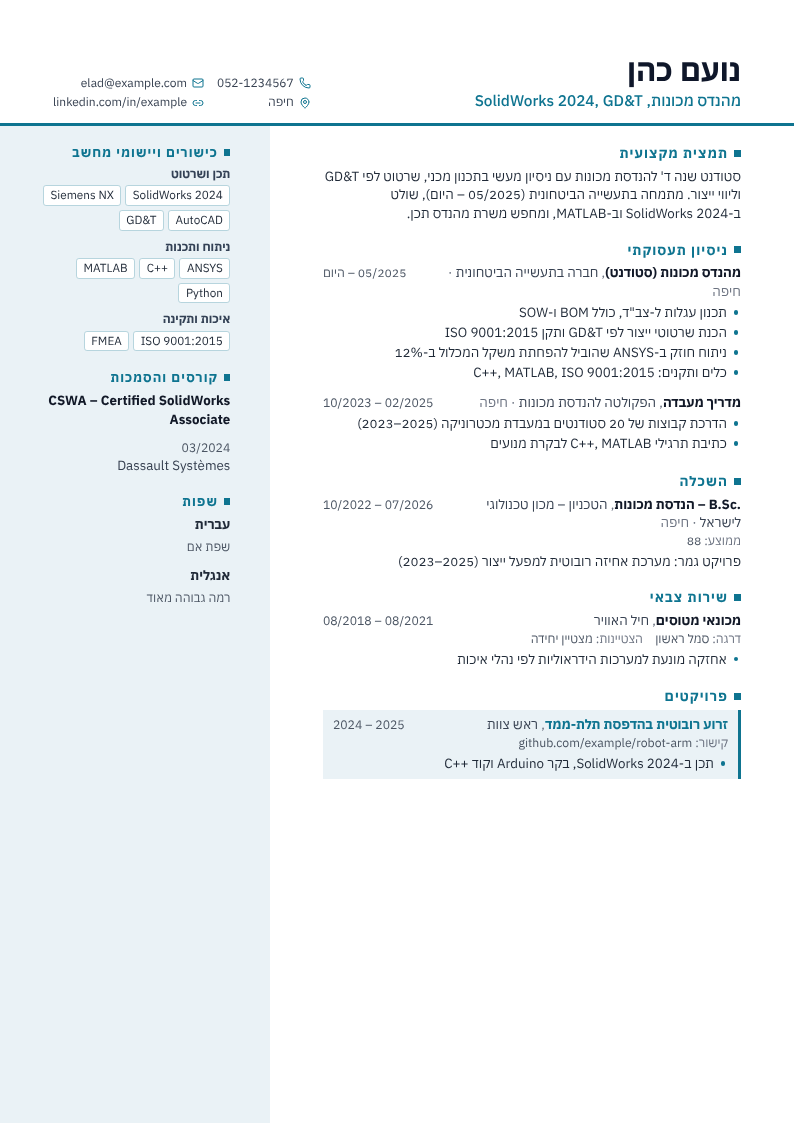 נועם כהן
מהנדס מכונות, SolidWorks 2024, GD&T
052-1234567
elad@example.com
חיפה
linkedin.com/in/example
תמצית מקצועית
סטודנט שנה ד' להנדסת מכונות עם ניסיון מעשי בתכנון מכני, שרטוט לפי GD&T
וליווי ייצור. מתמחה בתעשייה הביטחונית (05/2025 – היום), שולט
ב-SolidWorks 2024 וב-MATLAB, ומחפש משרת מהנדס תכן.
ניסיון תעסוקתי
מהנדס מכונות (סטודנט), חברה בתעשייה הביטחונית · 05/2025 – היום
חיפה
• תכנון עגלות ל-צב"ד, כולל BOM ו-SOW
• הכנת שרטוטי ייצור לפי GD&T ותקן ISO 9001:2015
• ניתוח חוזק ב-ANSYS שהוביל להפחתת משקל המכלול ב-12%
• כלים ותקנים: C++, MATLAB, ISO 9001:2015
מדריך מעבדה, הפקולטה להנדסת מכונות · חיפה 10/2023 – 02/2025
• הדרכת קבוצות של 20 סטודנטים במעבדת מכטרוניקה (2023–2025)
• כתיבת תרגילי C++, MATLAB לבקרת מנועים
השכלה
B.Sc. – הנדסת מכונות, הטכניון – מכון טכנולוגי 10/2022 – 07/2026
לישראל · חיפה
ממוצע: 88
פרויקט גמר: מערכת אחיזה רובוטית למפעל ייצור (2023–2025)
שירות צבאי
מכונאי מטוסים, חיל האוויר 08/2018 – 08/2021
דרגה: סמל ראשון הצטיינות: מצטיין יחידה
• אחזקה מונעת למערכות הידראוליות לפי נהלי איכות
פרויקטים
זרוע רובוטית בהדפסת תלת-ממד, ראש צוות 2024 – 2025
קישור: github.com/example/robot-arm
• תכן ב-SolidWorks 2024, בקר Arduino וקוד C++
כישורים ויישומי מחשב
תכן ושרטוט
SolidWorks 2024 Siemens NX
AutoCAD GD&T
ניתוח ותכנות
ANSYS C++ MATLAB
Python
איכות ותקינה
ISO 9001:2015 FMEA
קורסים והסמכות
CSWA – Certified SolidWorks
Associate
03/2024
Dassault Systèmes
שפות
עברית
שפת אם
אנגלית
רמה גבוהה מאוד